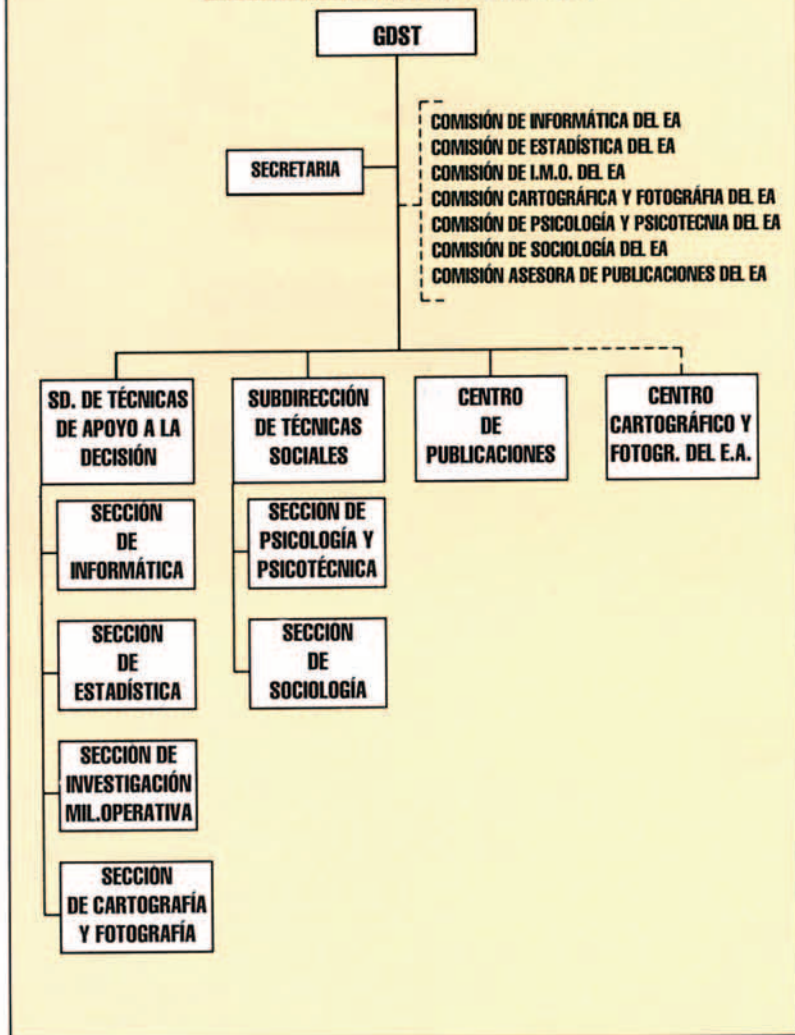 GDST
SECRETARIA
COMISIÓN DE INFORMÁTICA DEL EA
COMISIÓN DE ESTADÍSTICA DEL EA
COMISIÓN DE I.M.O. DEL EA
COMISIÓN CARTOGRÁFICA Y FOTOGRÁFIA DEL EA
COMISIÓN DE PSICOLOGÍA Y PSICOTECNIA DEL EA
COMISIÓN DE SOCIOLOGÍA DEL EA
COMISIÓN ASESORA DE PUBLICACIONES DEL EA
SD. DE TÉCNICAS
DE APOYO A LA
DECISIÓN
SECCIÓN
DE
INFORMÁTICA
SECCIÓN
DE
ESTADÍSTICA
SECCIÓN DE
INVESTIGACIÓN
MIL.OPERATIVA
SECCIÓN
DE CARTOGRAFÍA
Y FOTOGRAFÍA
SUBDIRECCIÓN
DE TÉCNICAS
SOCIALES
SECCIÓN DE
PSICOLOGÍA Y
PSICOTÉCNICA
SECCIÓN
DE
SOCIOLOGÍA
CENTRO
DE
PUBLICACIONES
CENTRO
CARTOGRÁFICO Y
FOTOGR. DEL E.A.